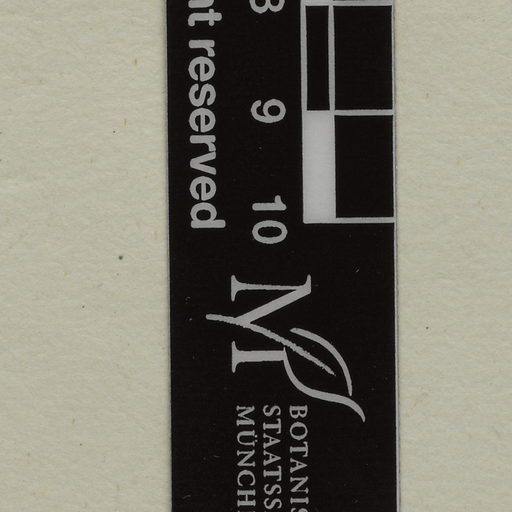 nt reserved
8
9
10
M
BOTANIS
STAATSS
MÜNCH